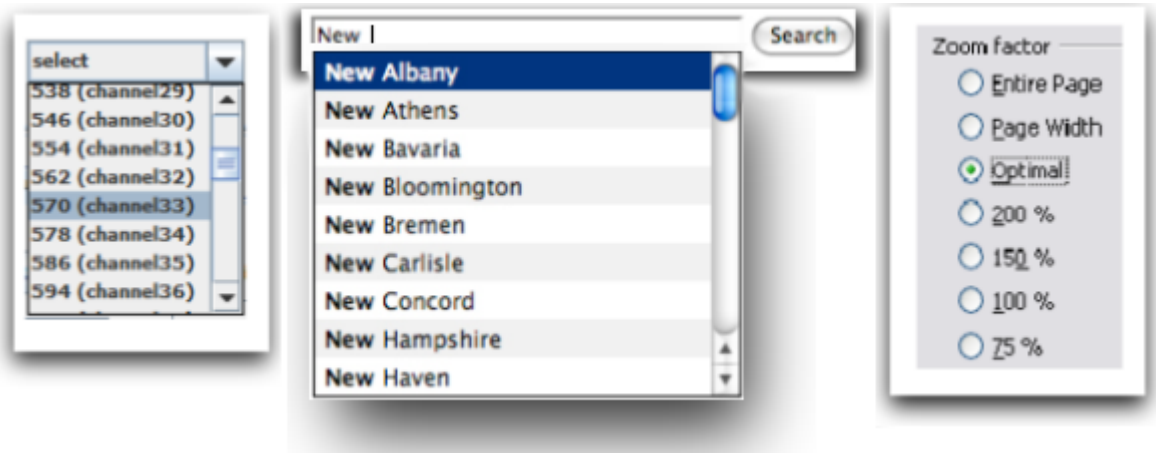 select
538 (channel29)
546 (channel30)
554 (channel31)
562 (channel32)
570 (channel33)
578 (channel34)
586 (channel35)
594 (channel36)
New
Search
New Albany
New Athens
New Bavaria
New Bloomington
New Bremen
New Carlisle
New Concord
New Hampshire
New Haven
Zoom factor
Entire Page
Page Width
Optimal
200 %
150 %
100 %
75 %